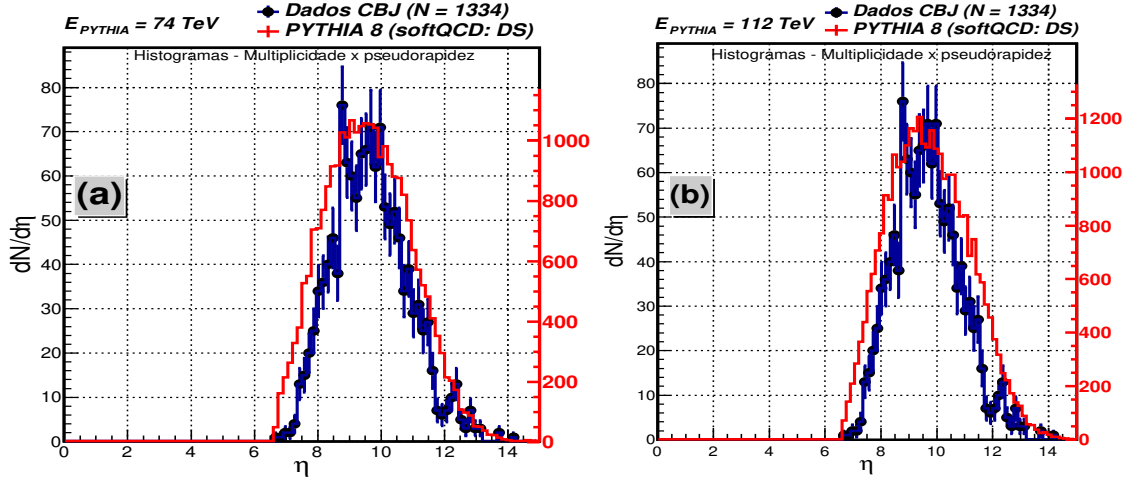 E PYTHIA = 74 TeV
Dados CBJ (N = 1334)
PYTHIA 8 (softQCD: DS)
Histogramas - Multiplicidade x pseudorapidez
(a)
dN/dη
80
70
60
50
40
30
20
10
0
1000
800
600
400
200
0
0 2 4 6 8 10 12 14
η
E PYTHIA = 112 TeV
Dados CBJ (N = 1334)
PYTHIA 8 (softQCD: DS)
Histogramas - Multiplicidade x pseudorapidez
(b)
dN/dη
80
70
60
50
40
30
20
10
0
1200
1000
800
600
400
200
0
0 2 4 6 8 10 12 14
η